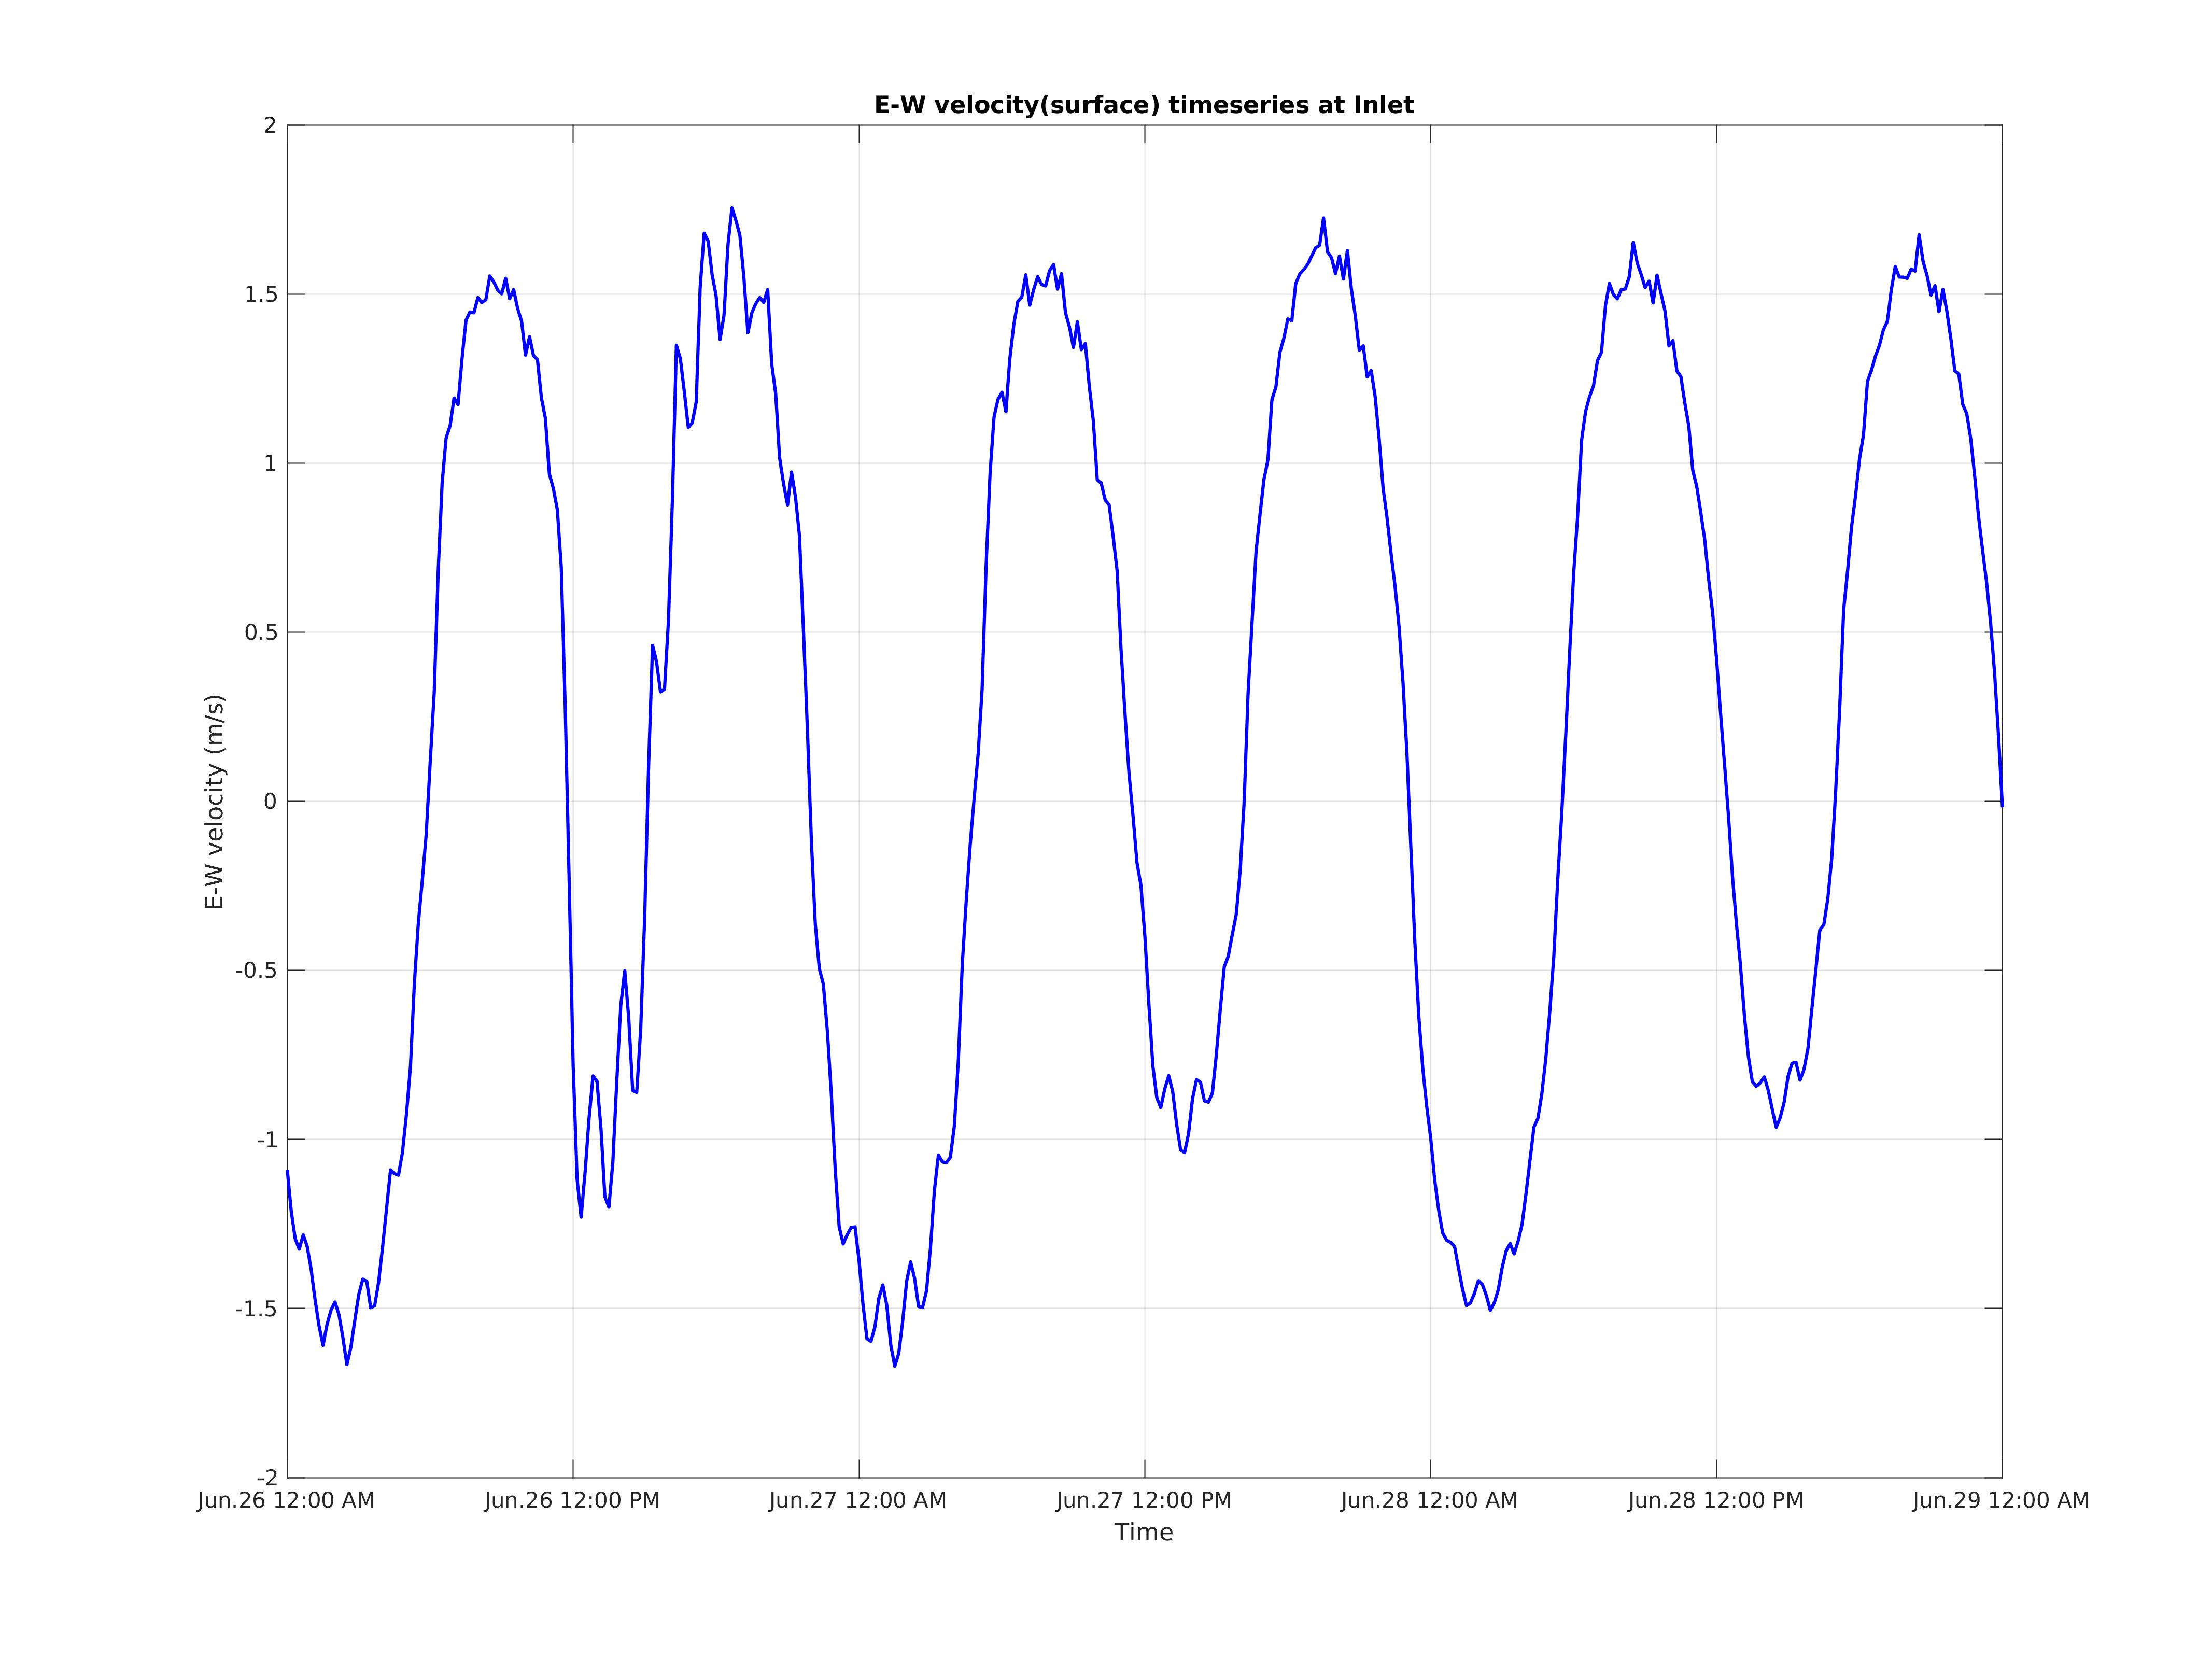 E-W velocity(surface) timeseries at Inlet
2
1.5
1
0.5
0
-0.5
-1
-1.5
-2
E-W velocity (m/s)
Jun.26 12:00 AM Jun.26 12:00 PM Jun.27 12:00 AM Jun.27 12:00 PM Jun.28 12:00 AM Jun.28 12:00 PM Jun.29 12:00 AM
Time